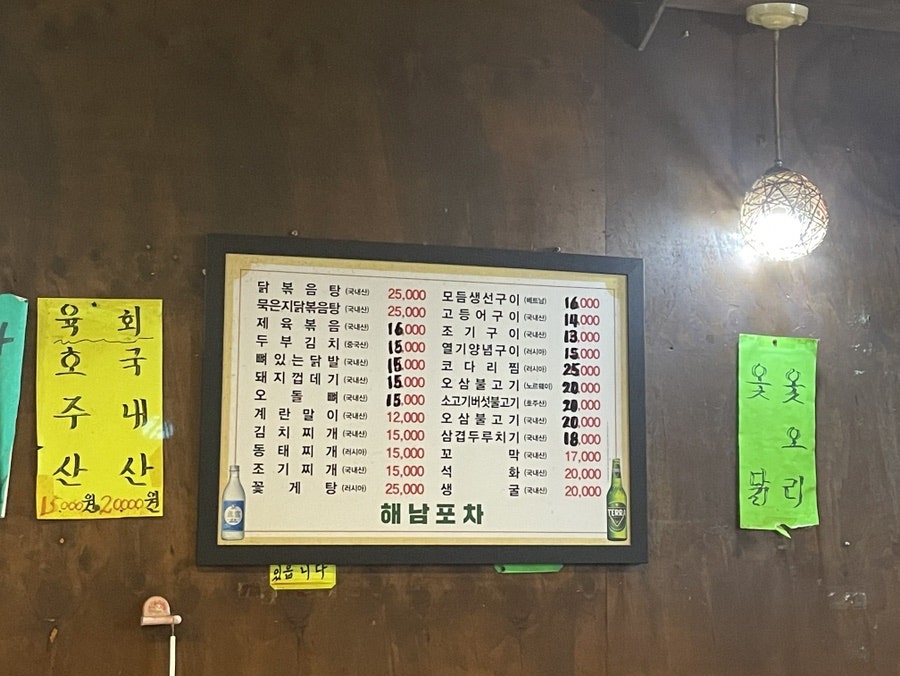 육 회
호 국
주 내
산 산
15000원 20000원
닭볶음탕 (국내산) 25,000
묵은지닭볶음탕 (국내산) 25,000
제육볶음 (국내산) 16,000
두부김치 (중국산) 15,000
뼈있는닭발 (국내산) 15,000
돼지껍데기 (국내산) 15,000
오돌뼈 (국내산) 15,000
계란말이 (국내산) 12,000
김치찌개 (국내산) 15,000
동태찌개 (러시아) 15,000
조기찌개 (국내산) 15,000
꽃게탕 (러시아) 25,000
모듬생선구이 (베트남) 16,000
고등어구이 (국내산) 14,000
조기구이 (국내산) 13,000
열기양념구이 (러시아) 15,000
코다리찜 (러시아) 25,000
오삼불고기 (노르웨이) 20,000
소고기버섯불고기 (호주산) 20,000
오삼불고기 (국내산) 20,000
삼겹두루치기 (국내산) 18,000
꼬막 (국내산) 17,000
석화 (국내산) 20,000
생굴 (국내산) 20,000
해남포차
TERRA
있습니다
옻 옻
오
닭 리